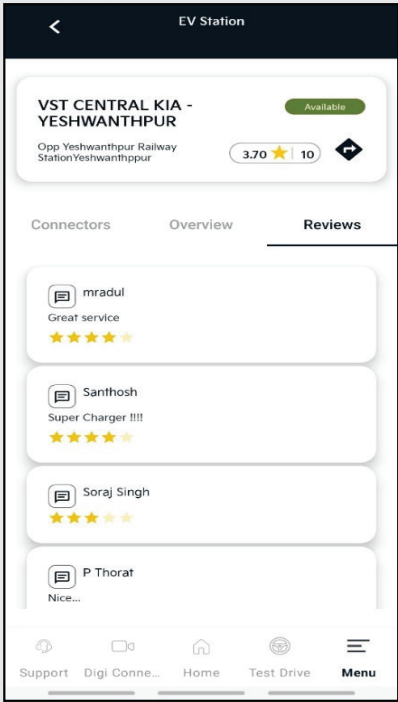 EV Station
VST CENTRAL KIA -
YESHWANTHPUR
Available
Opp Yeshwanthpur Railway
StationYeshwanthppur
3.70 10
Connectors Overview Reviews
mradul
Great service
Santhosh
Super Charger !!!!
Soraj Singh
P Thorat
Nice...
Support Digi Conne... Home Test Drive Menu